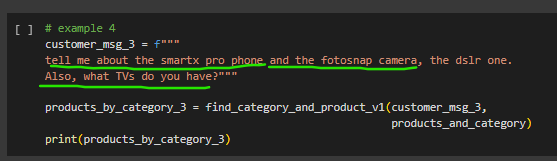 [ ] # example 4
customer_msg_3 = f"""
tell me about the smartx pro phone and the fotosnap camera, the dslr one.
Also, what TVs do you have?"""
products_by_category_3 = find_category_and_product_v1(customer_msg_3,
products_and_category)
print(products_by_category_3)